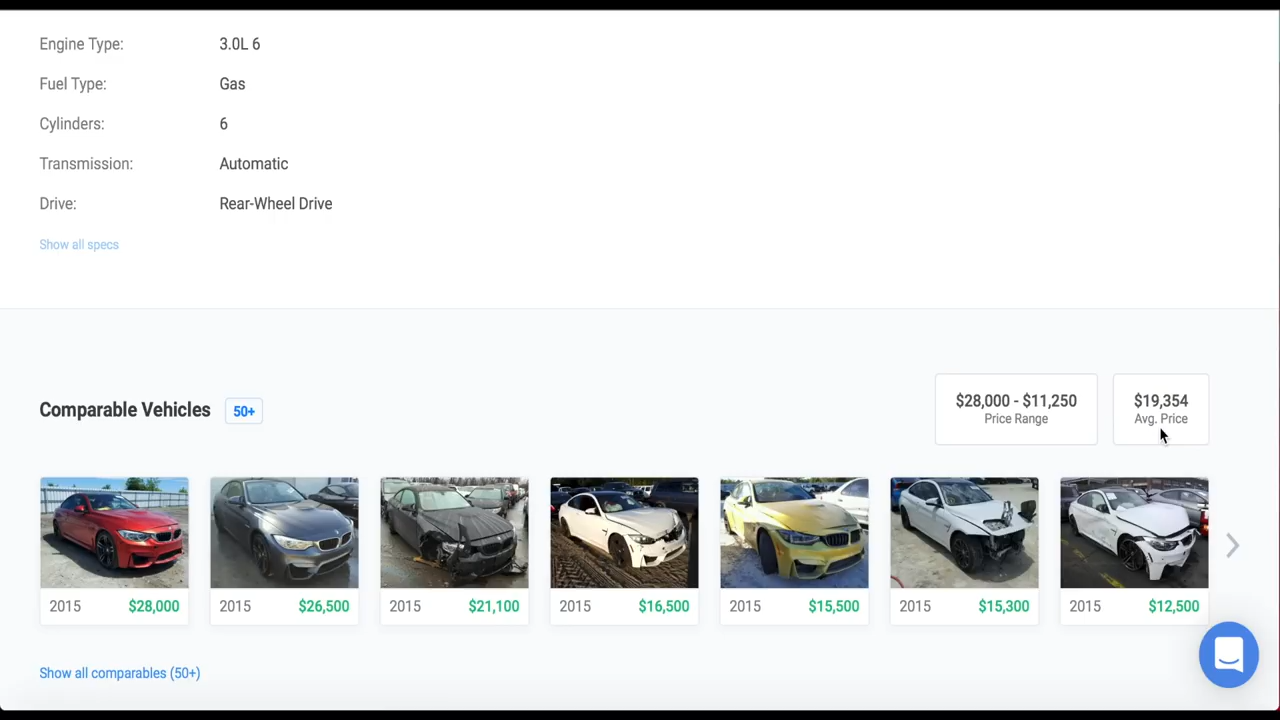 Engine Type: 3.0L 6
Fuel Type: Gas
Cylinders: 6
Transmission: Automatic
Drive: Rear-Wheel Drive
Show all specs
Comparable Vehicles 50+
$28,000 - $11,250
Price Range
$19,354
Avg. Price
2015 $28,000
2015 $26,500
2015 $21,100
2015 $16,500
2015 $15,500
2015 $15,300
2015 $12,500
Show all comparables (50+)